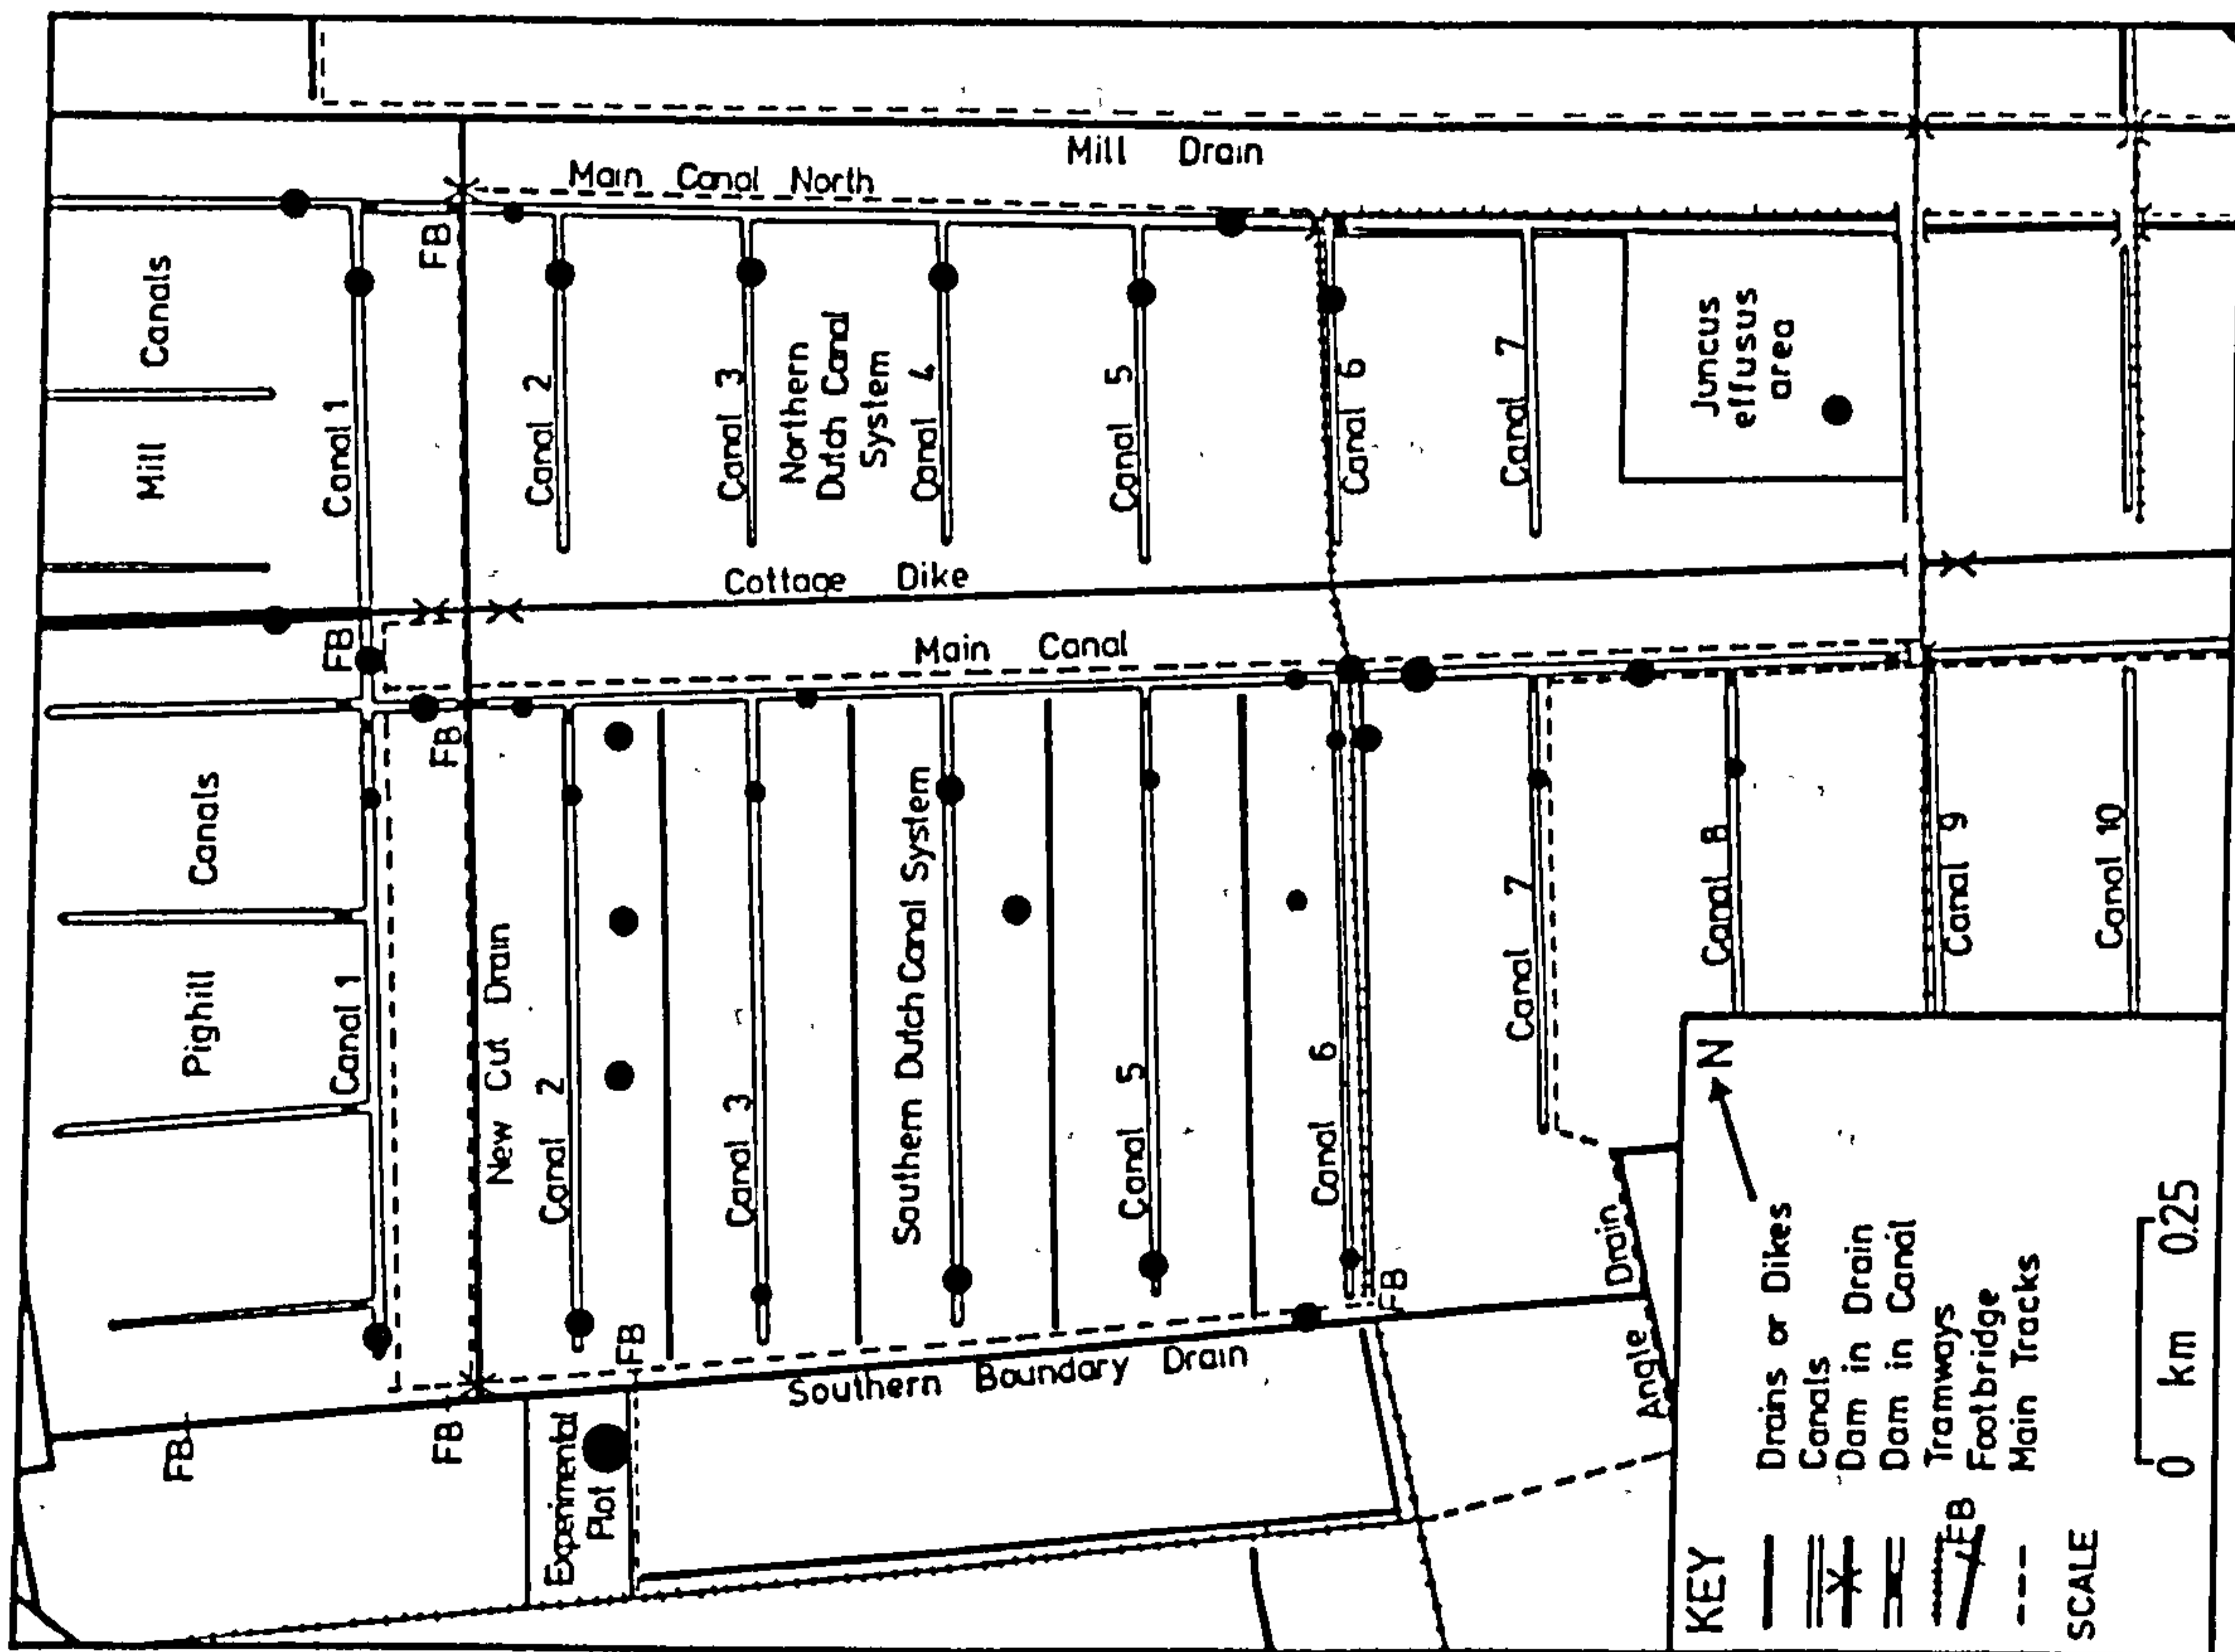 Mill Drain
Main Canal North
FB
Mill Canals
Canal 1
Canal 2
Canal 3
Northern
Dutch Canal
System
Canal 4
Canal 5
Canal 6
Canal 7
Juncus
effusus
area
Cottage Dike
FB
Main Canal
FB
Pighill Canals
Canal 1
New Cut Drain
Canal 2
Canal 3
Southern Dutch Canal System
Canal 5
Canal 6
Canal 7
Canal 8
Canal 9
Canal 10
FB
FB
FB
FB
Southern Boundary Drain
Angle Drain
Experimental
Plot
N
KEY
Drains or Dikes
Canals
Dam in Drain
Dam in Canal
Tramways
FB Footbridge
Main Tracks
SCALE
0 km 0.25